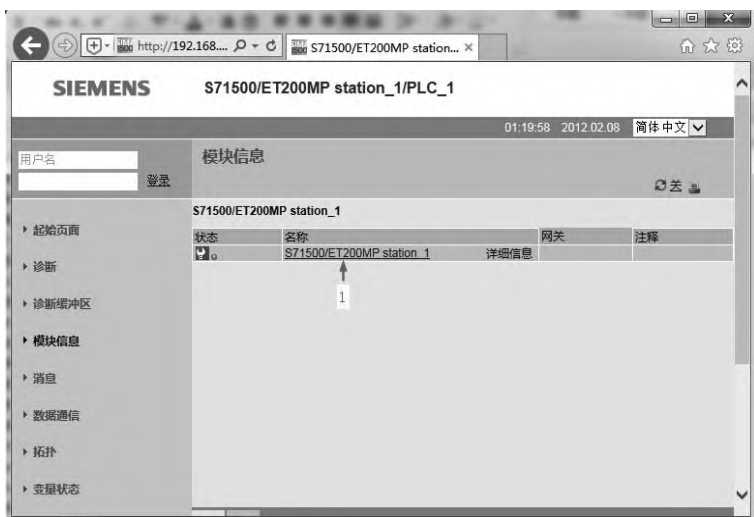 http://192.168....
S71500/ET200MP station...
SIEMENS
S71500/ET200MP station_1/PLC_1
01:19:58 2012.02.08 简体中文
用户名
登录
模块信息
关
S71500/ET200MP station_1
状态 名称 网关 注释
S71500/ET200MP station_1 详细信息
1
起始页面
诊断
诊断缓冲区
模块信息
消息
数据通信
拓扑
变量状态